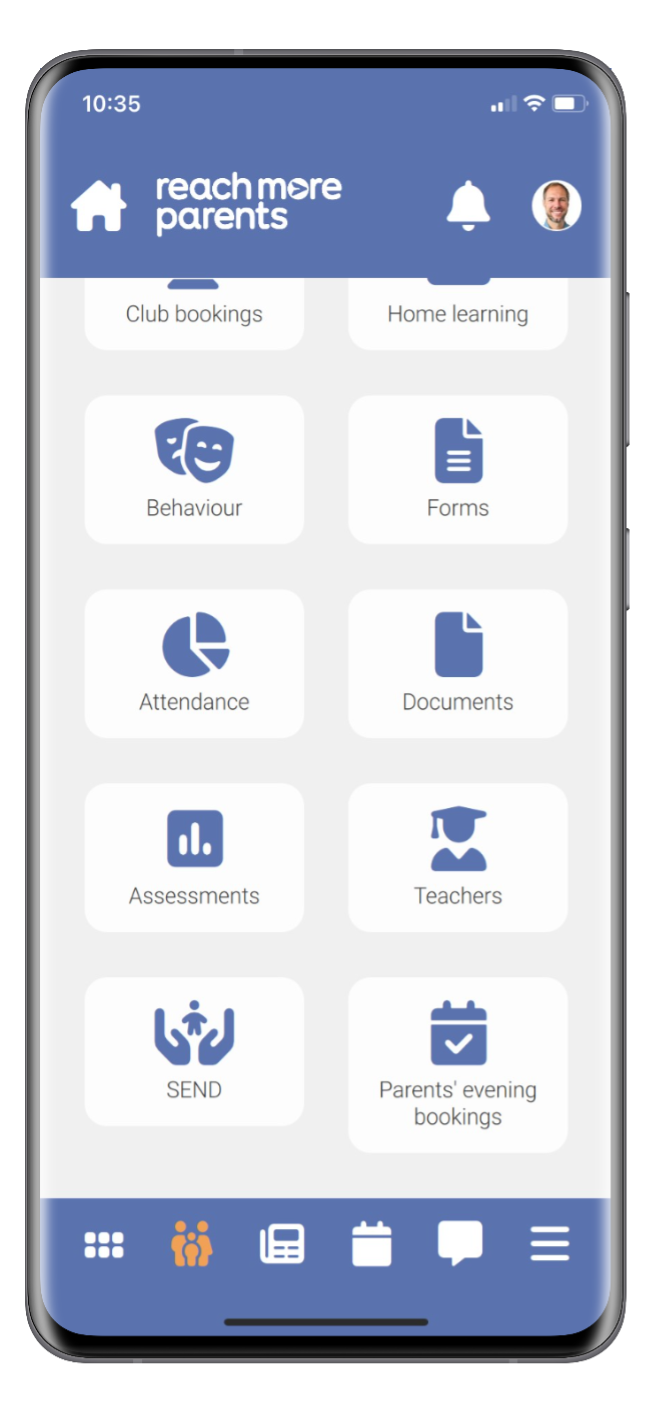 10:35
reach more
parents
Club bookings
Home learning
Behaviour
Forms
Attendance
Documents
Assessments
Teachers
SEND
Parents' evening
bookings